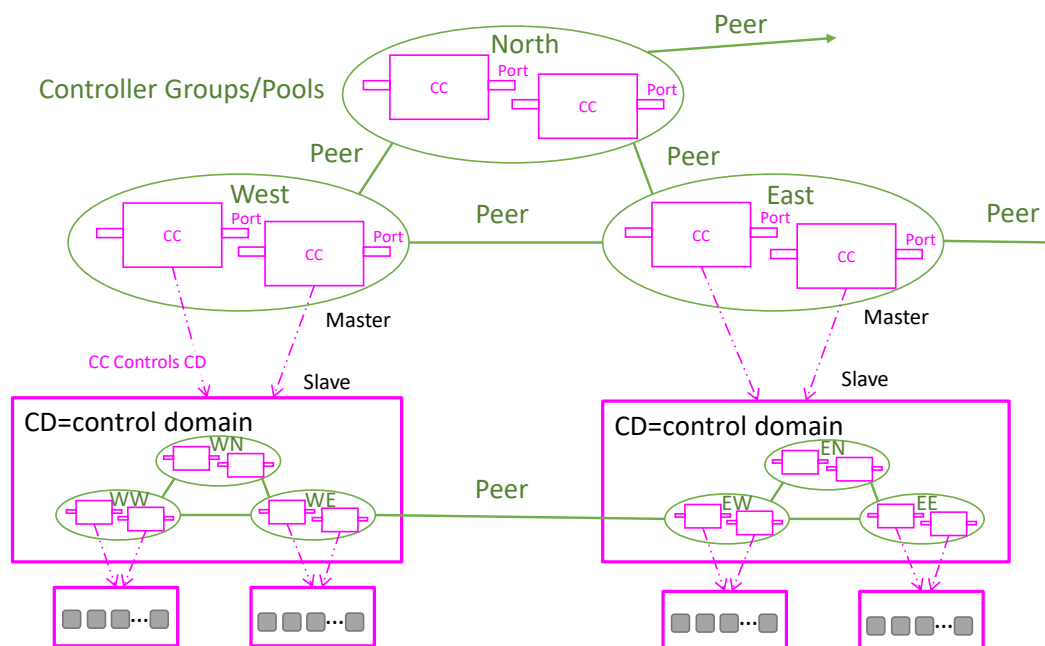 Peer
North
Port
CC
Port
CC
Controller Groups/Pools
Peer
Peer
West
East
Port
CC
Port
CC
Peer
Port
CC
Port
CC
Peer
Master
Master
CC Controls CD
Slave
Slave
CD=control domain
WN
WW
WE
Peer
CD=control domain
EN
EW
EE
...
...
...
...